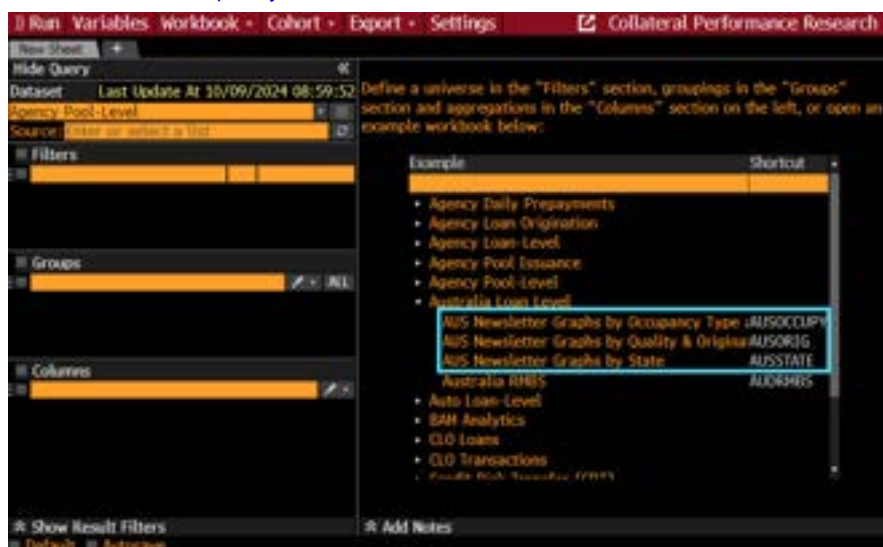 Run Variables Workbook Cohort Export Settings Collateral Performance Research
New Sheet +
Hide Query «
Dataset Last Update At 10/09/2024 08:59:52
Agency Pool-Level
Source Enter or select a list
Filters
Groups
ALL
Columns
Show Result Filters
Default Autosave
Define a universe in the "Filters" section, groupings in the "Groups"
section and aggregations in the "Columns" section on the left, or open an
example workbook below:
Example Shortcut
Agency Daily Prepayments
Agency Loan Origination
Agency Loan-Level
Agency Pool Issuance
Agency Pool-Level
Australia Loan Level
AUS Newsletter Graphs by Occupancy Type AUSOCCUPY
AUS Newsletter Graphs by Quality & Origina AUSORIG
AUS Newsletter Graphs by State AUSSTATE
Australia RMBS AUDRMBS
Auto Loan-Level
BAM Analytics
CLO Loans
CLO Transactions
Credit Risk Transfer (CRT)
Add Notes